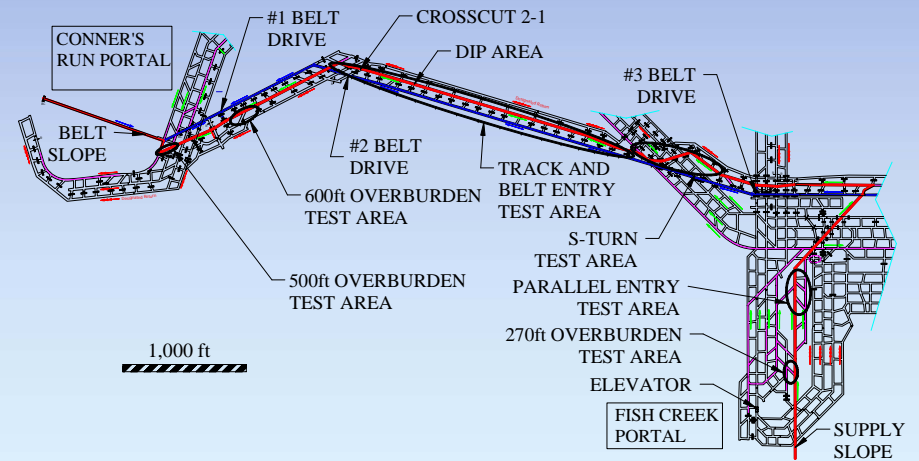 CONNER'S
RUN PORTAL
#1 BELT
DRIVE
CROSSCUT 2-1
DIP AREA
#3 BELT
DRIVE
BELT
SLOPE
#2 BELT
DRIVE
600ft OVERBURDEN
TEST AREA
TRACK AND
BELT ENTRY
TEST AREA
S-TURN
TEST AREA
500ft OVERBURDEN
TEST AREA
PARALLEL ENTRY
TEST AREA
270ft OVERBURDEN
TEST AREA
1,000 ft
ELEVATOR
FISH CREEK
PORTAL
SUPPLY
SLOPE